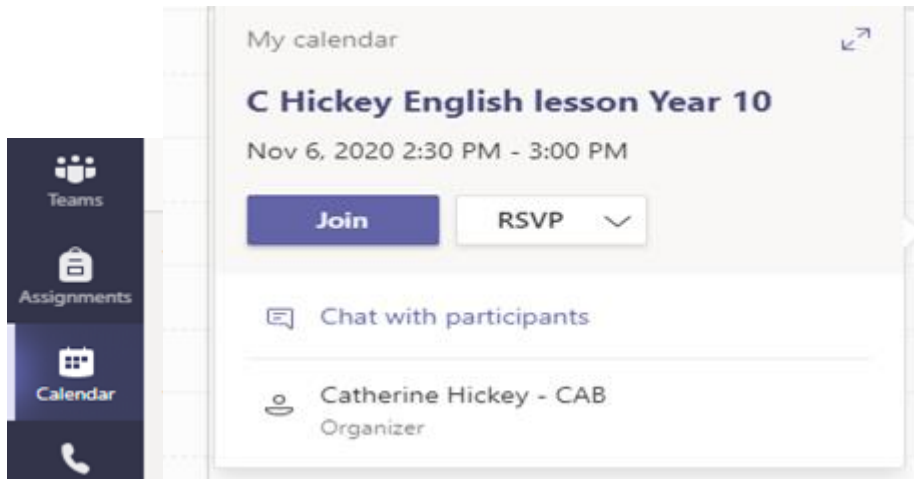 Teams
Assignments
Calendar
My calendar
C Hickey English lesson Year 10
Nov 6, 2020 2:30 PM - 3:00 PM
Join
RSVP
Chat with participants
Catherine Hickey - CAB
Organizer